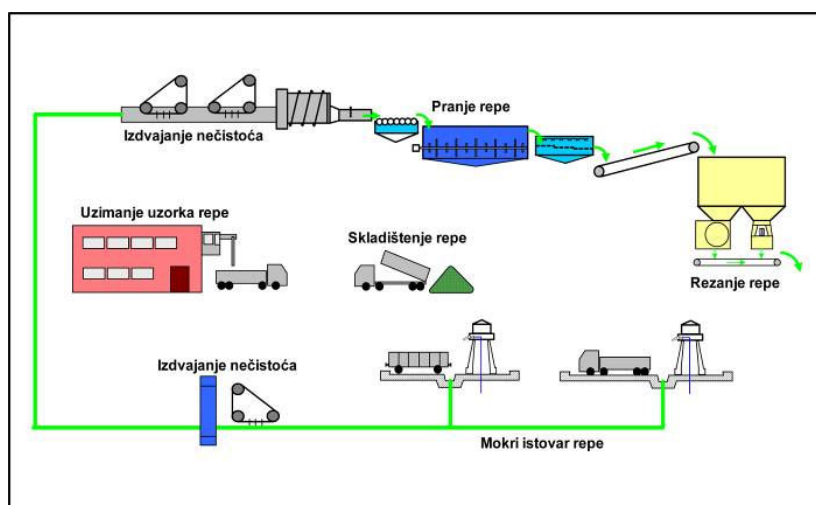 Pranje repe
Izdvajanje nečistoća
Uzimanje uzorka repe
Skladištenje repe
Rezanje repe
Izdvajanje nečistoća
Mokri istovar repe